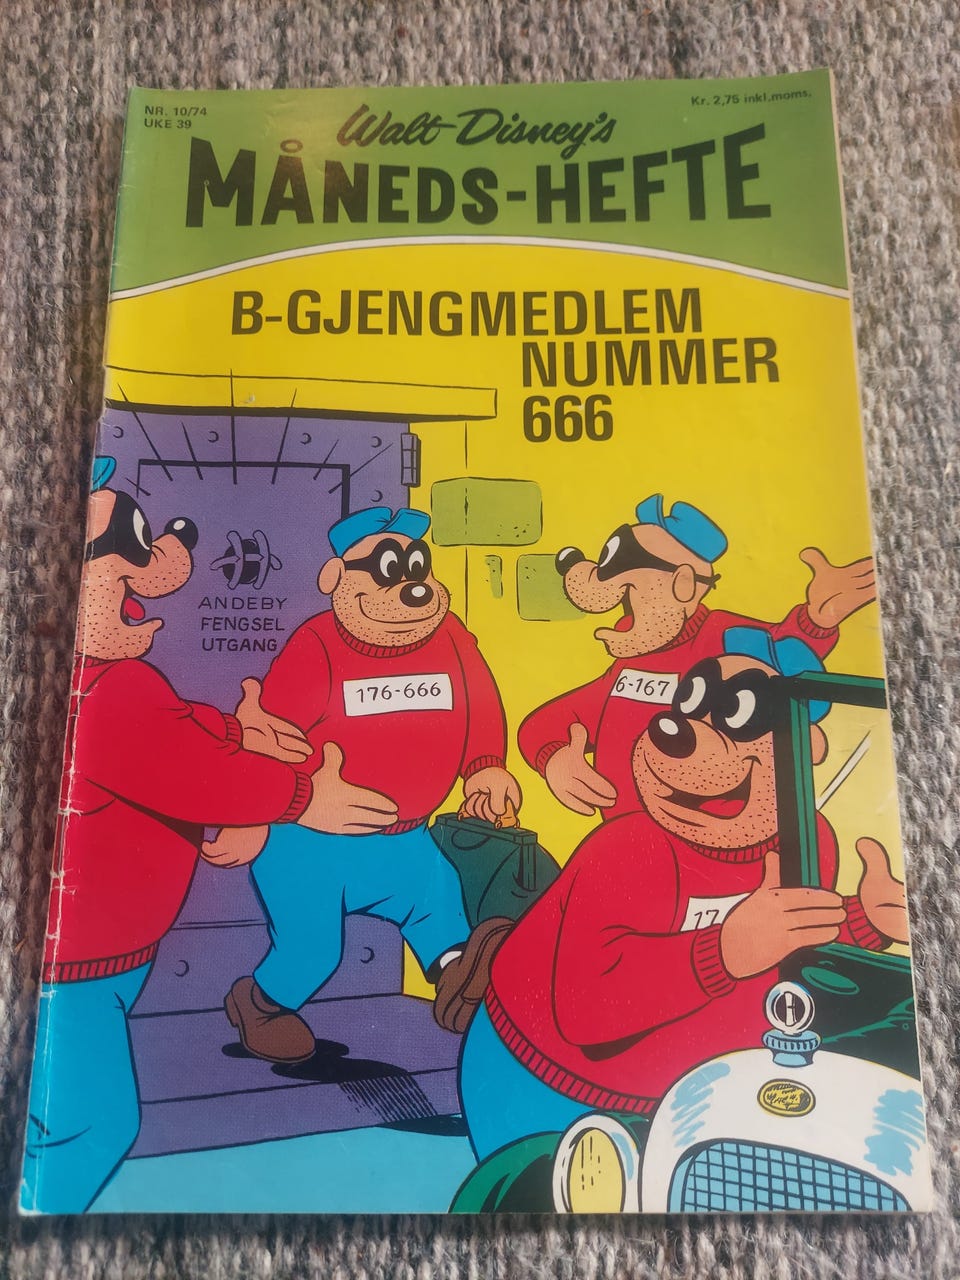 NR. 10/74
UKE 39
Kr. 2,75 inkl.moms.
Walt Disney's
MÅNEDS-HEFTE
B-GJENGMEDLEM
NUMMER
666
ANDEBY
FENGSEL
UTGANG
176-666
6-167
17